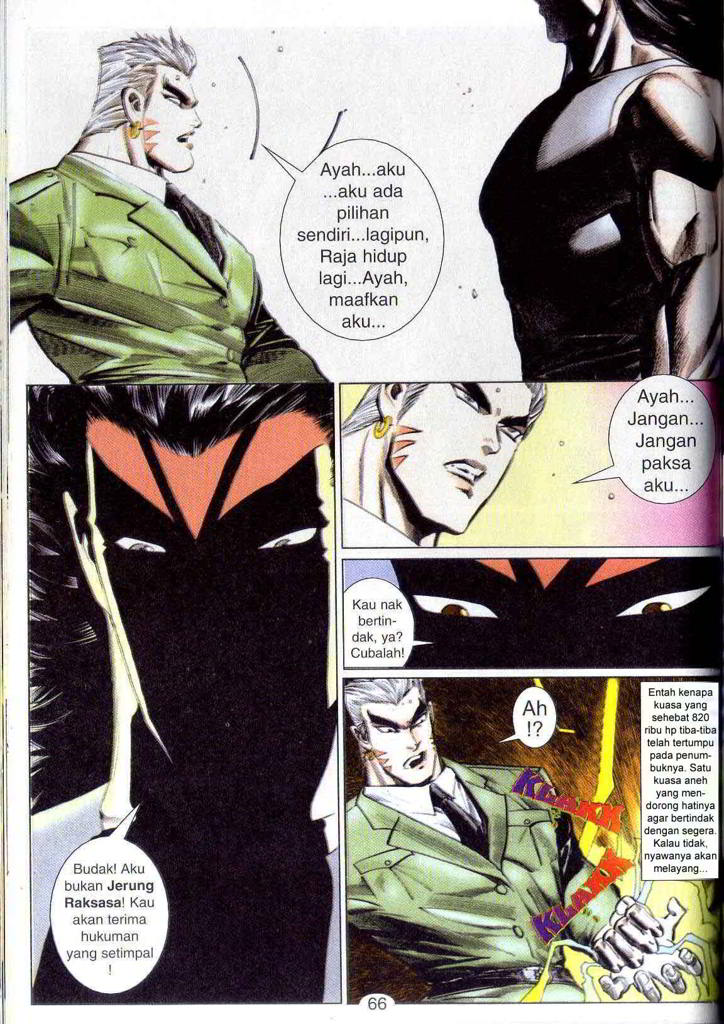 Ayah...aku
...aku ada
pilihan
sendiri...lagipun,
Raja hidup
lagi...Ayah,
maafkan
aku...
Budak! Aku
bukan Jerung
Raksasa! Kau
akan terima
hukuman
yang setimpal
!
Ayah...
Jangan...
Jangan
paksa
aku...
Kau nak
bertin-
dak, ya?
Cubalah!
Ah
!?
Entah kenapa
kuasa yang
sehebat 820
ribu hp tiba-tiba
telah tertumpu
pada penum-
buknya. Satu
kuasa aneh
yang men-
dorong hatinya
agar bertindak
dengan segera.
Kalau tidak,
nyawanya akan
melayang...
KLAKK
KLAKK
66